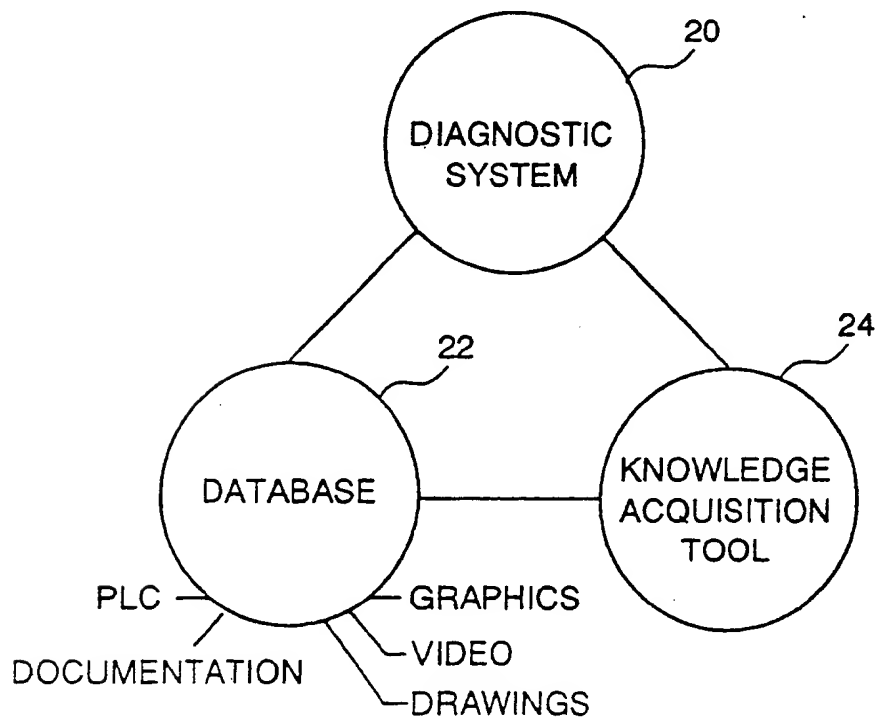 20
DIAGNOSTIC
SYSTEM
22
24
DATABASE
KNOWLEDGE
ACQUISITION
TOOL
PLC
GRAPHICS
DOCUMENTATION
VIDEO
DRAWINGS